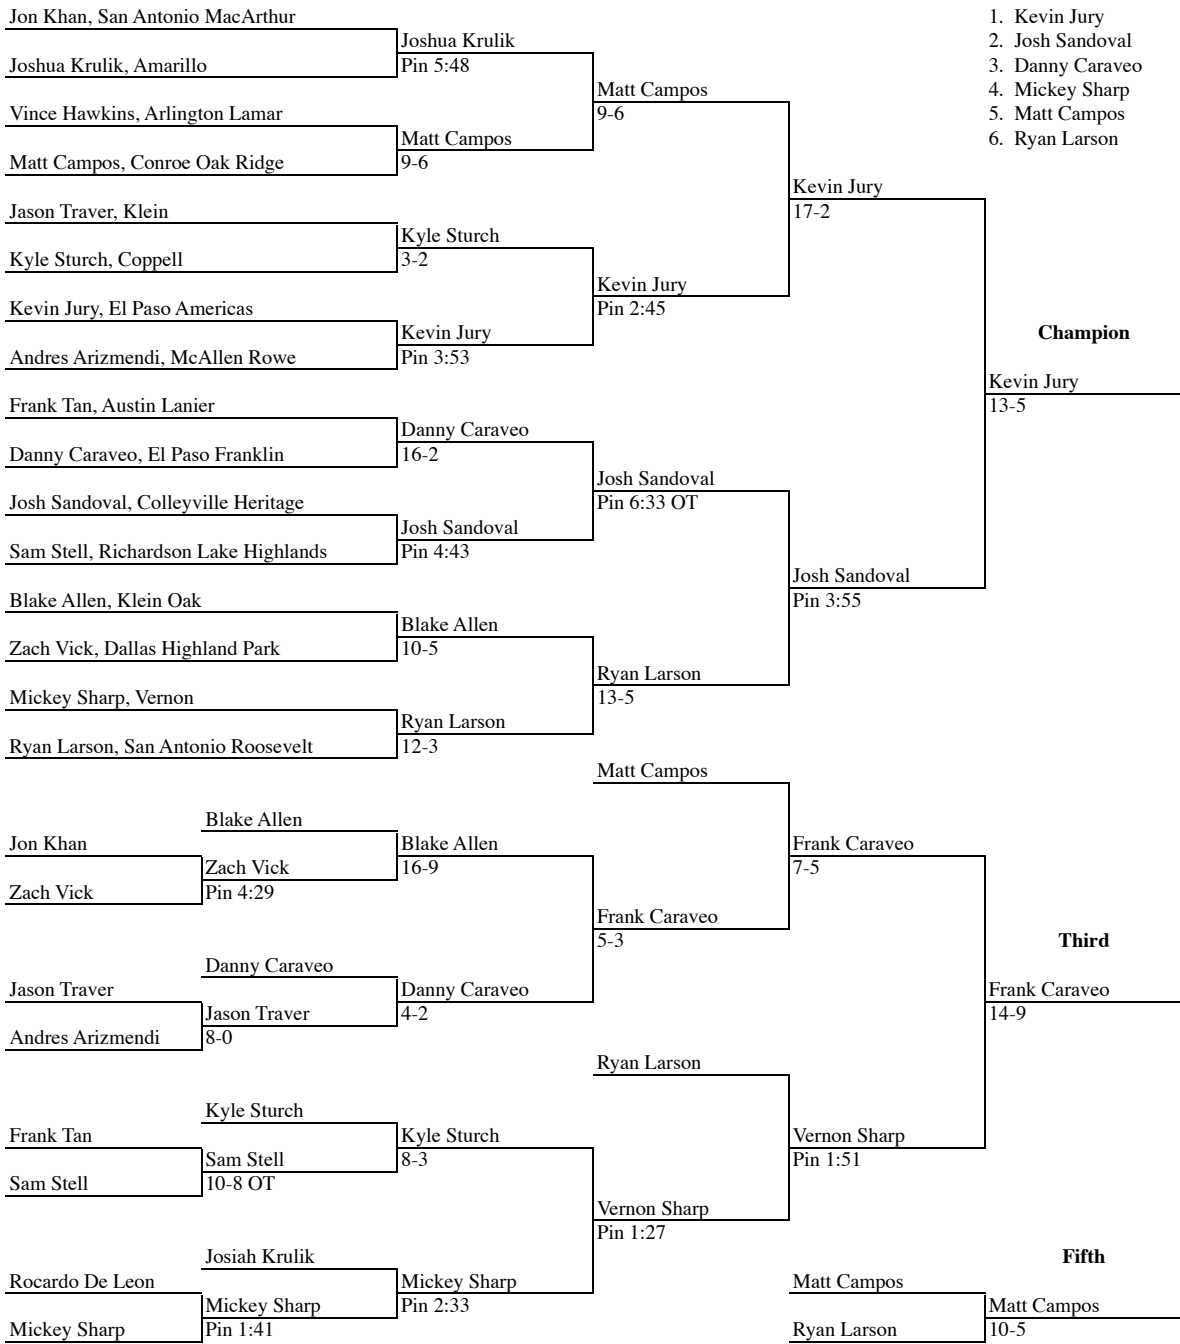 Jon Khan, San Antonio MacArthur
Joshua Krulik
Pin 5:48
Joshua Krulik, Amarillo
Matt Campos
9-6
Vince Hawkins, Arlington Lamar
Matt Campos
9-6
Matt Campos, Conroe Oak Ridge
Kevin Jury
17-2
Jason Traver, Klein
Kyle Sturch
3-2
Kyle Sturch, Coppell
Kevin Jury
Pin 2:45
Kevin Jury, El Paso Americas
Kevin Jury
Pin 3:53
Andres Arizmendi, McAllen Rowe
1. Kevin Jury
2. Josh Sandoval
3. Danny Caraveo
4. Mickey Sharp
5. Matt Campos
6. Ryan Larson
Champion
Kevin Jury
13-5
Frank Tan, Austin Lanier
Danny Caraveo
16-2
Danny Caraveo, El Paso Franklin
Josh Sandoval
Pin 6:33 OT
Josh Sandoval, Colleyville Heritage
Josh Sandoval
Pin 4:43
Sam Stell, Richardson Lake Highlands
Josh Sandoval
Pin 3:55
Blake Allen, Klein Oak
Blake Allen
10-5
Zach Vick, Dallas Highland Park
Ryan Larson
13-5
Mickey Sharp, Vernon
Ryan Larson
12-3
Ryan Larson, San Antonio Roosevelt
Matt Campos
Blake Allen
Jon Khan
Blake Allen
16-9
Frank Caraveo
7-5
Zach Vick
Pin 4:29
Zach Vick
Frank Caraveo
5-3
Third
Danny Caraveo
Jason Traver
Danny Caraveo
4-2
Frank Caraveo
14-9
Jason Traver
8-0
Andres Arizmendi
Ryan Larson
Kyle Sturch
Frank Tan
Kyle Sturch
8-3
Vernon Sharp
Pin 1:51
Sam Stell
10-8 OT
Sam Stell
Vernon Sharp
Pin 1:27
Josiah Krulik
Fifth
Rocardo De Leon
Mickey Sharp
Pin 2:33
Matt Campos
Mickey Sharp
Pin 1:41
Matt Campos
10-5
Mickey Sharp
Ryan Larson